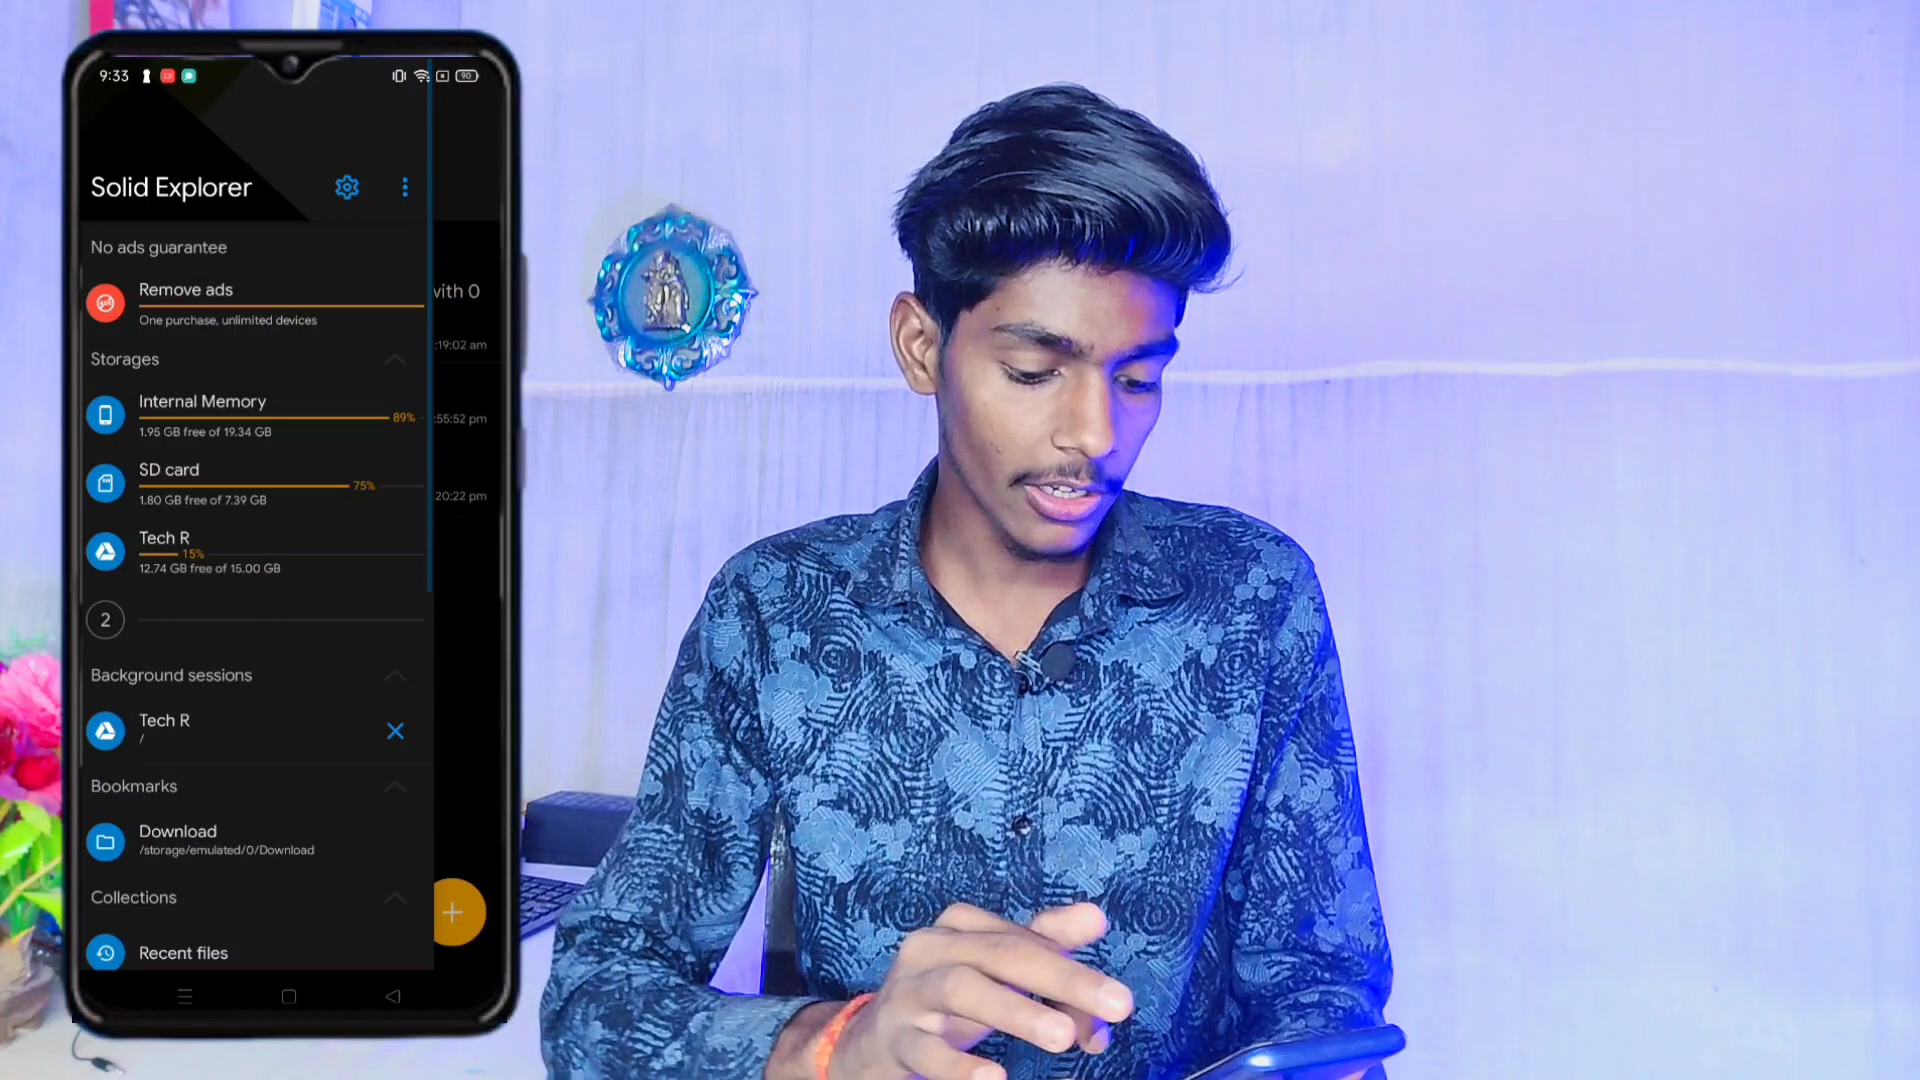 9:33
90
Solid Explorer
No ads guarantee
Remove ads
One purchase, unlimited devices
Storages
Internal Memory
89%
1.95 GB free of 19.34 GB
SD card
75%
1.80 GB free of 7.39 GB
Tech R
15%
12.74 GB free of 15.00 GB
2
Background sessions
Tech R
/
Bookmarks
Download
/storage/emulated/0/Download
Collections
Recent files
with 0
:19:02 am
:55:52 pm
20:22 pm